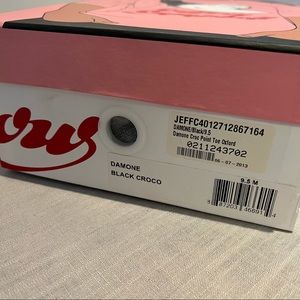 JEFFC4012712867164
DAMONE/Black/9.5
Damone Croc Point Toe Oxford
0211243702
06-07-2013
DAMONE
BLACK CROCO
9.5 M